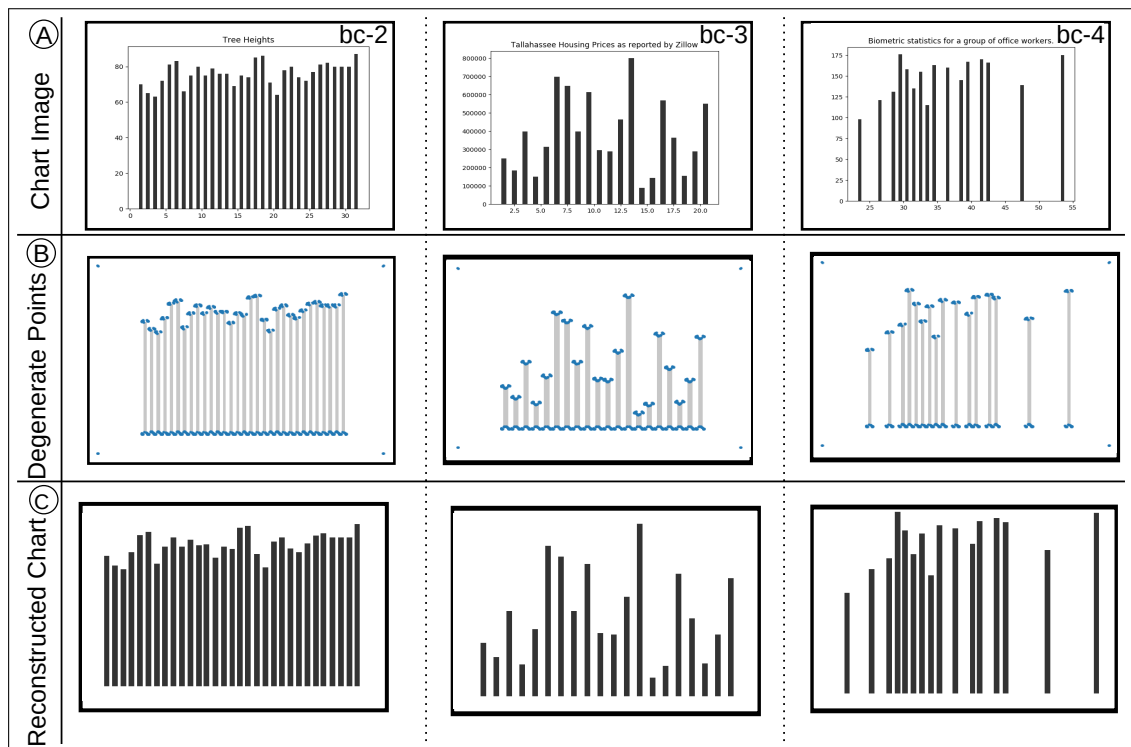 A
Chart Image
bc-2
Tree Heights
80
60
40
20
0
0 5 10 15 20 25 30
bc-3
Tallahassee Housing Prices as reported by Zillow
800000
700000
600000
500000
400000
300000
200000
100000
0
2.5 5.0 7.5 10.0 12.5 15.0 17.5 20.0
bc-4
Biometric statistics for a group of office workers.
175
150
125
100
75
50
25
0
25 30 35 40 45 50 55
B
Degenerate Points
C
Reconstructed Chart